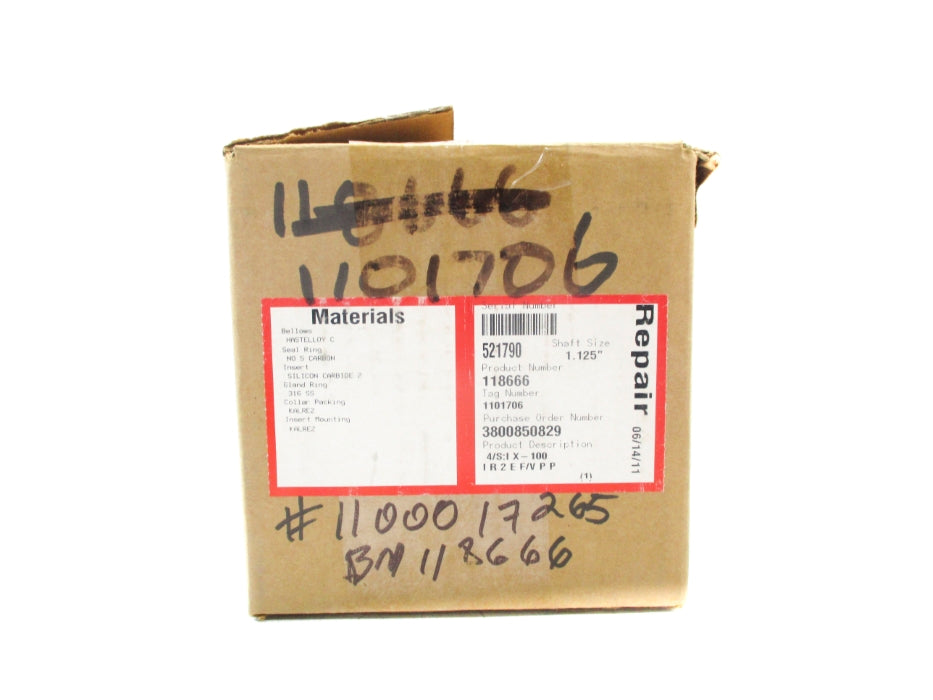 118666
1101706
Materials
Bellows
HASTELLOY C
Seal Ring
NO 5 CARBON
Insert
SILICON CARBIDE 2
Gland Ring
316 SS
Collar Packing
KALREZ
Insert Mounting
KALREZ
Serial Number
521790
Shaft Size
1.125"
Product Number
118666
Tag Number
1101706
Purchase Order Number
3800850829
Product Description
4/S:I X-100
I R 2 E F/V P P
(1)
Repair 06/14/11
#1100017265
BN 118666